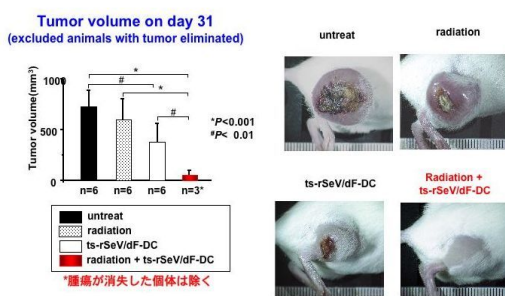 Tumor volume on day 31
(excluded animals with tumor eliminated)
Tumor volume(mm³)
1000
500
0
*
#
*
#
*P<0.001
#P< 0.01
n=6 n=6 n=6 n=3*
untreat
radiation
ts-rSeV/dF-DC
radiation + ts-rSeV/dF-DC
*腫瘍が消失した個体は除く
untreat
radiation
ts-rSeV/dF-DC
Radiation +
ts-rSeV/dF-DC